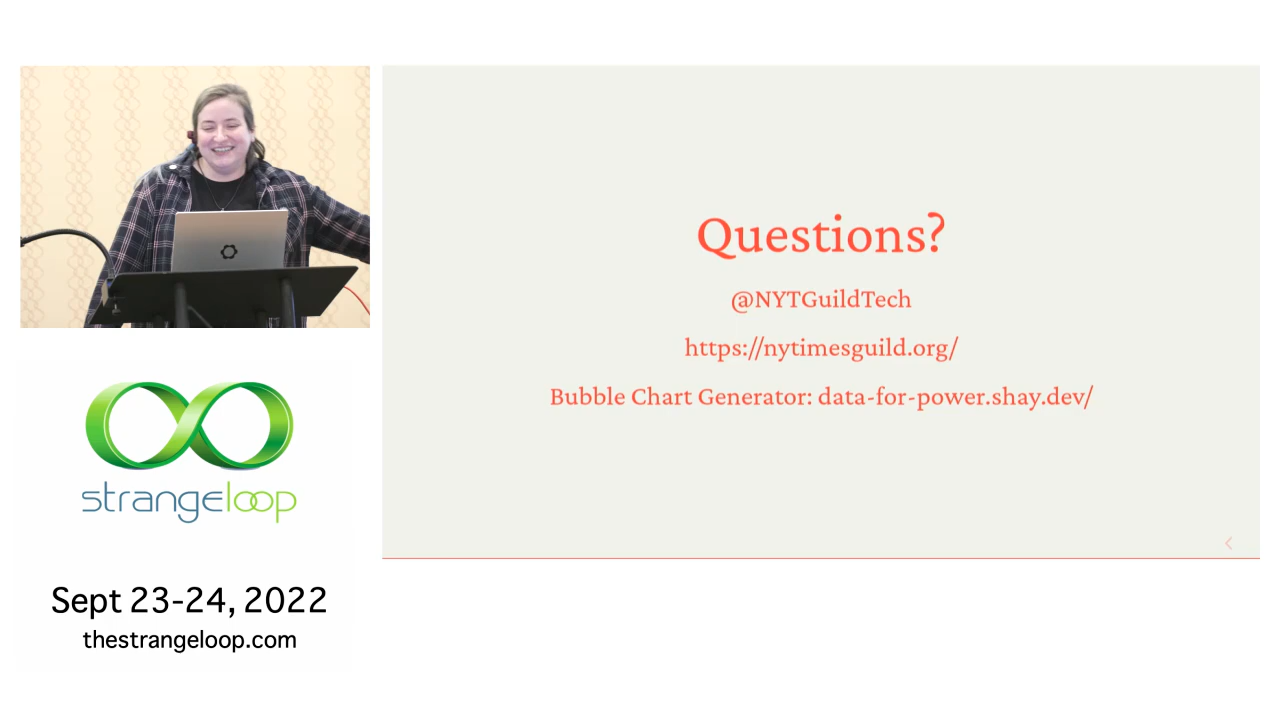 Questions?
@NYTGuildTech
https://nytimesguild.org/
Bubble Chart Generator: data-for-power.shay.dev/
strangeloop
Sept 23-24, 2022
thestrangeloop.com